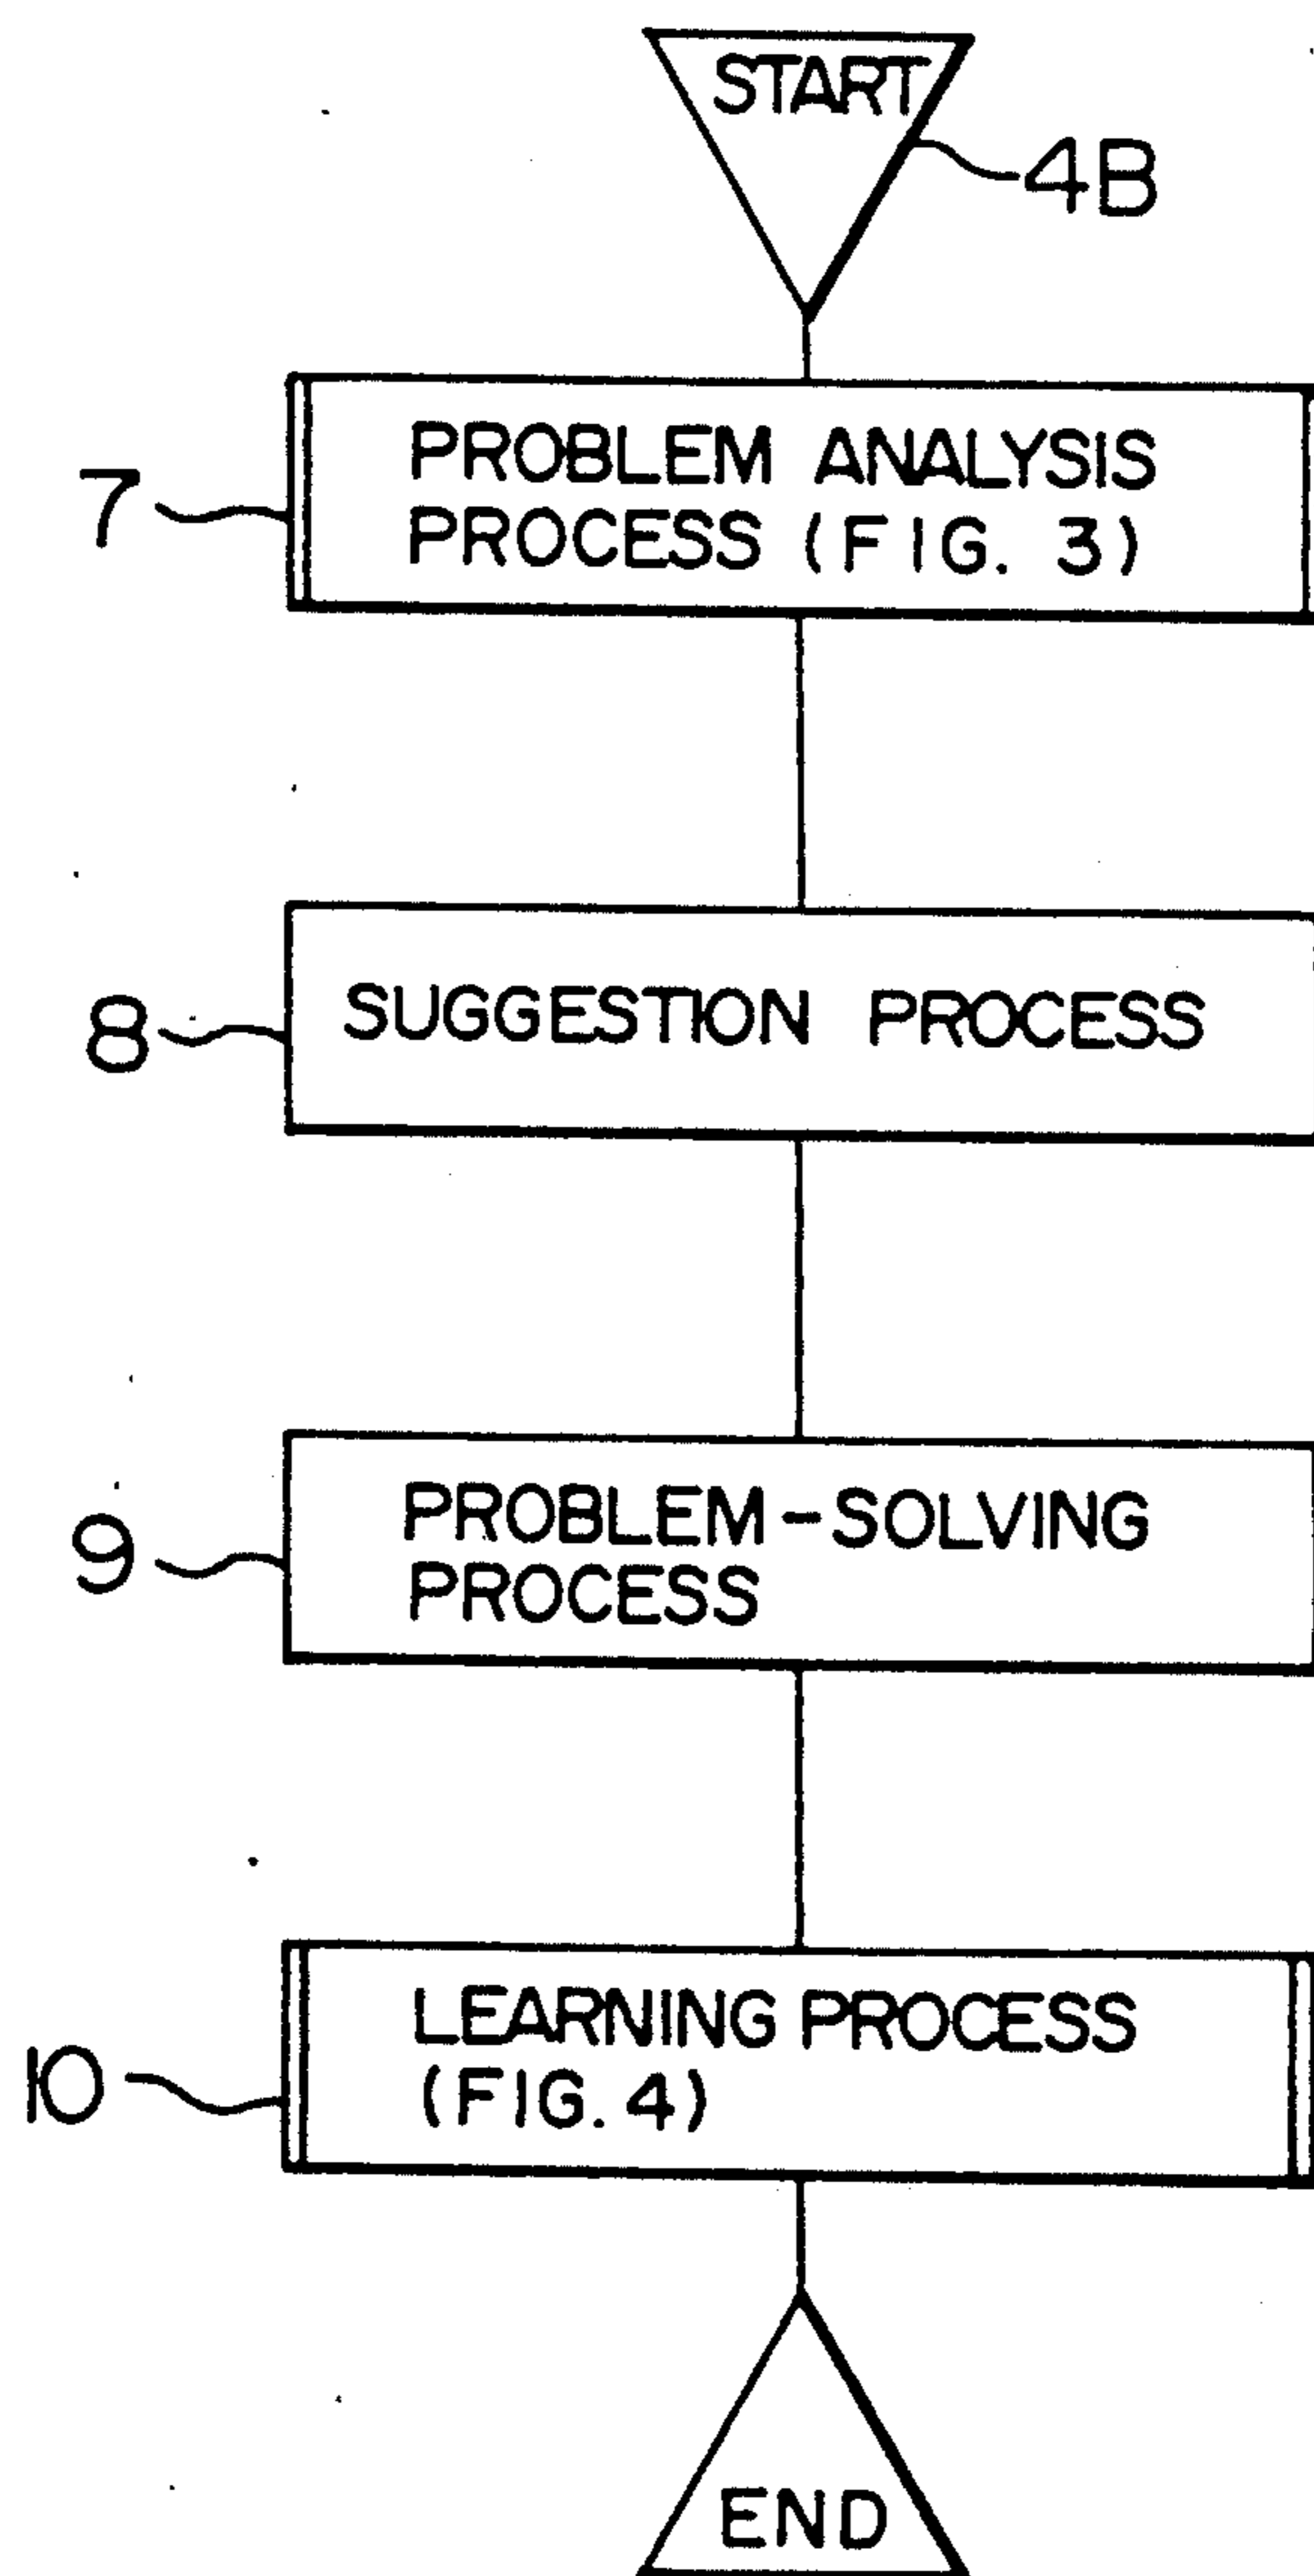 START
4B
7
PROBLEM ANALYSIS
PROCESS (FIG. 3)
8
SUGGESTION PROCESS
9
PROBLEM-SOLVING
PROCESS
10
LEARNING PROCESS
(FIG. 4)
END